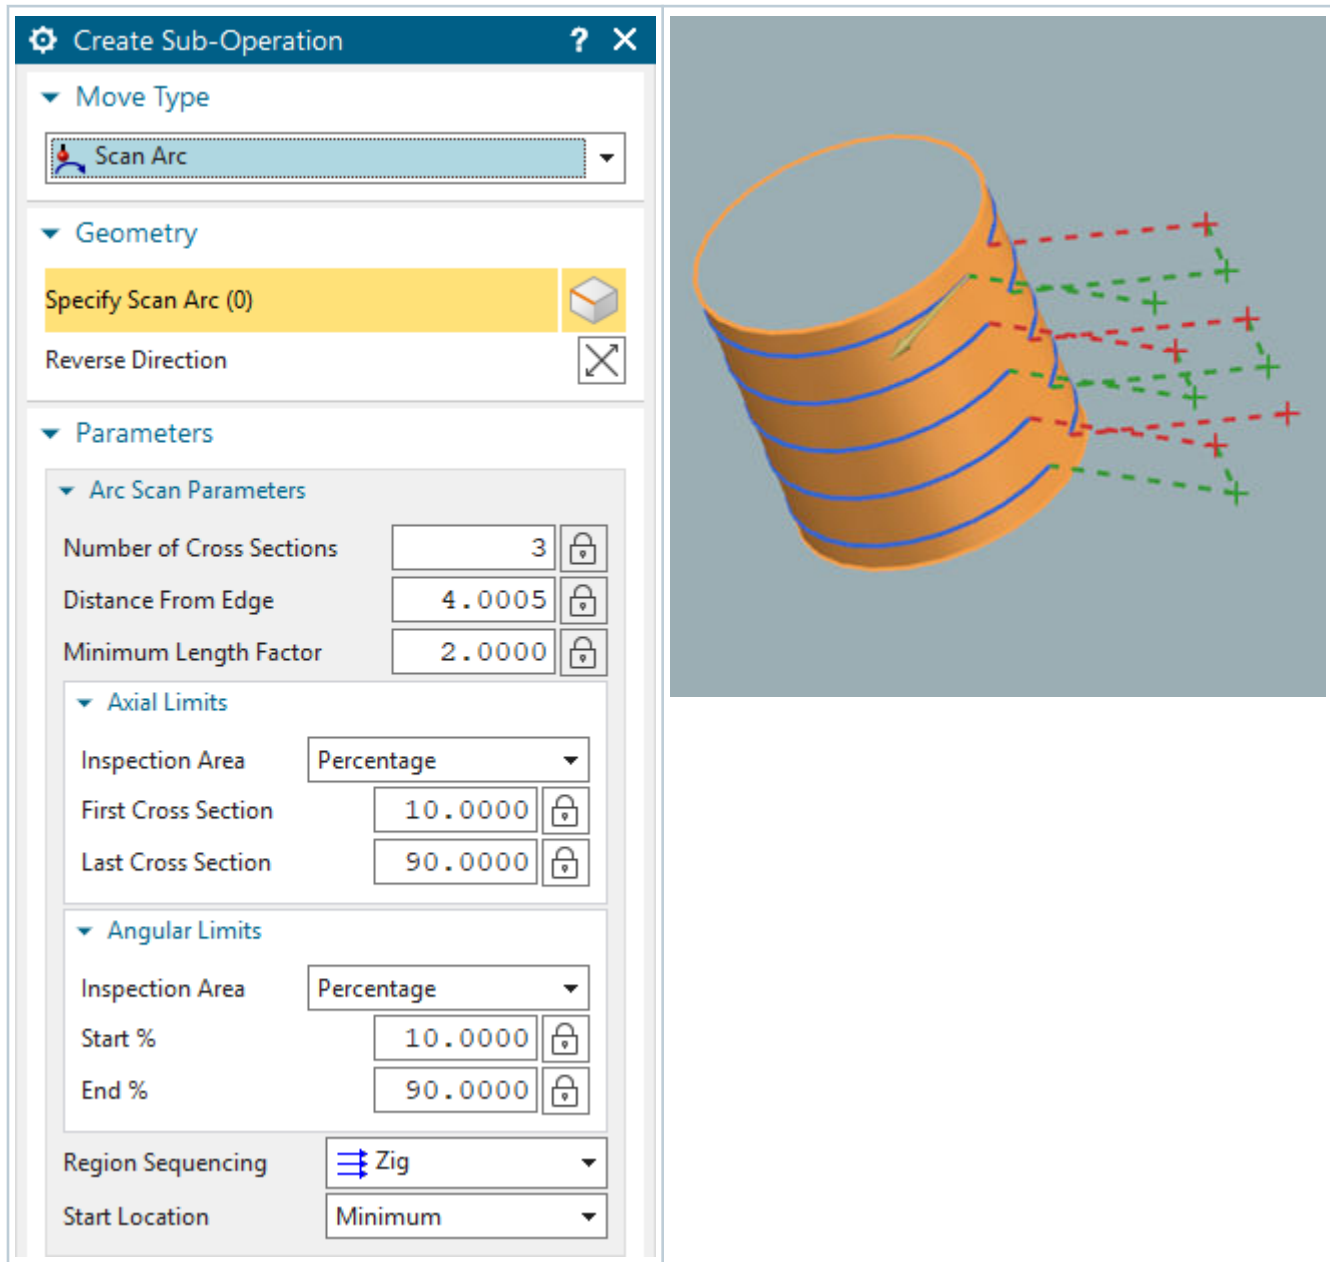 Create Sub-Operation ? X
Move Type
Scan Arc
Geometry
Specify Scan Arc (0)
Reverse Direction
Parameters
Arc Scan Parameters
Number of Cross Sections 3
Distance From Edge 4.0005
Minimum Length Factor 2.0000
Axial Limits
Inspection Area Percentage
First Cross Section 10.0000
Last Cross Section 90.0000
Angular Limits
Inspection Area Percentage
Start % 10.0000
End % 90.0000
Region Sequencing Zig
Start Location Minimum